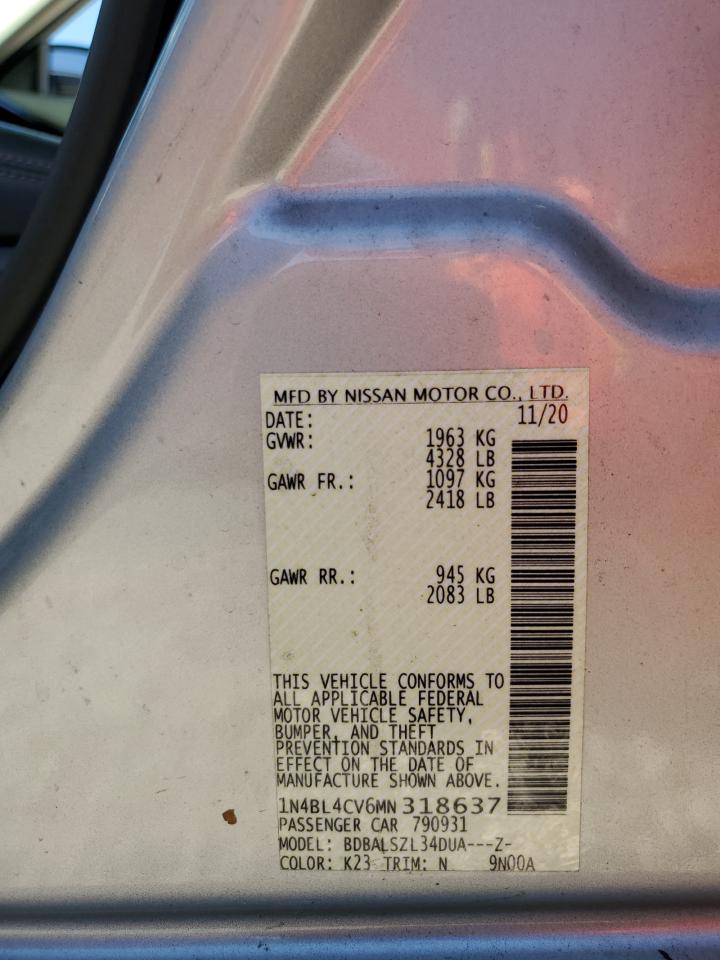 MFD BY NISSAN MOTOR CO., LTD.
DATE: 11/20
GVWR: 1963 KG
4328 LB
GAWR FR.: 1097 KG
2418 LB
GAWR RR.: 945 KG
2083 LB
THIS VEHICLE CONFORMS TO
ALL APPLICABLE FEDERAL
MOTOR VEHICLE SAFETY,
BUMPER, AND THEFT
PREVENTION STANDARDS IN
EFFECT ON THE DATE OF
MANUFACTURE SHOWN ABOVE.
1N4BL4CV6MN318637
PASSENGER CAR 790931
MODEL: BDBALSZL34DUA---Z-
COLOR: K23 TRIM: N 9N00A